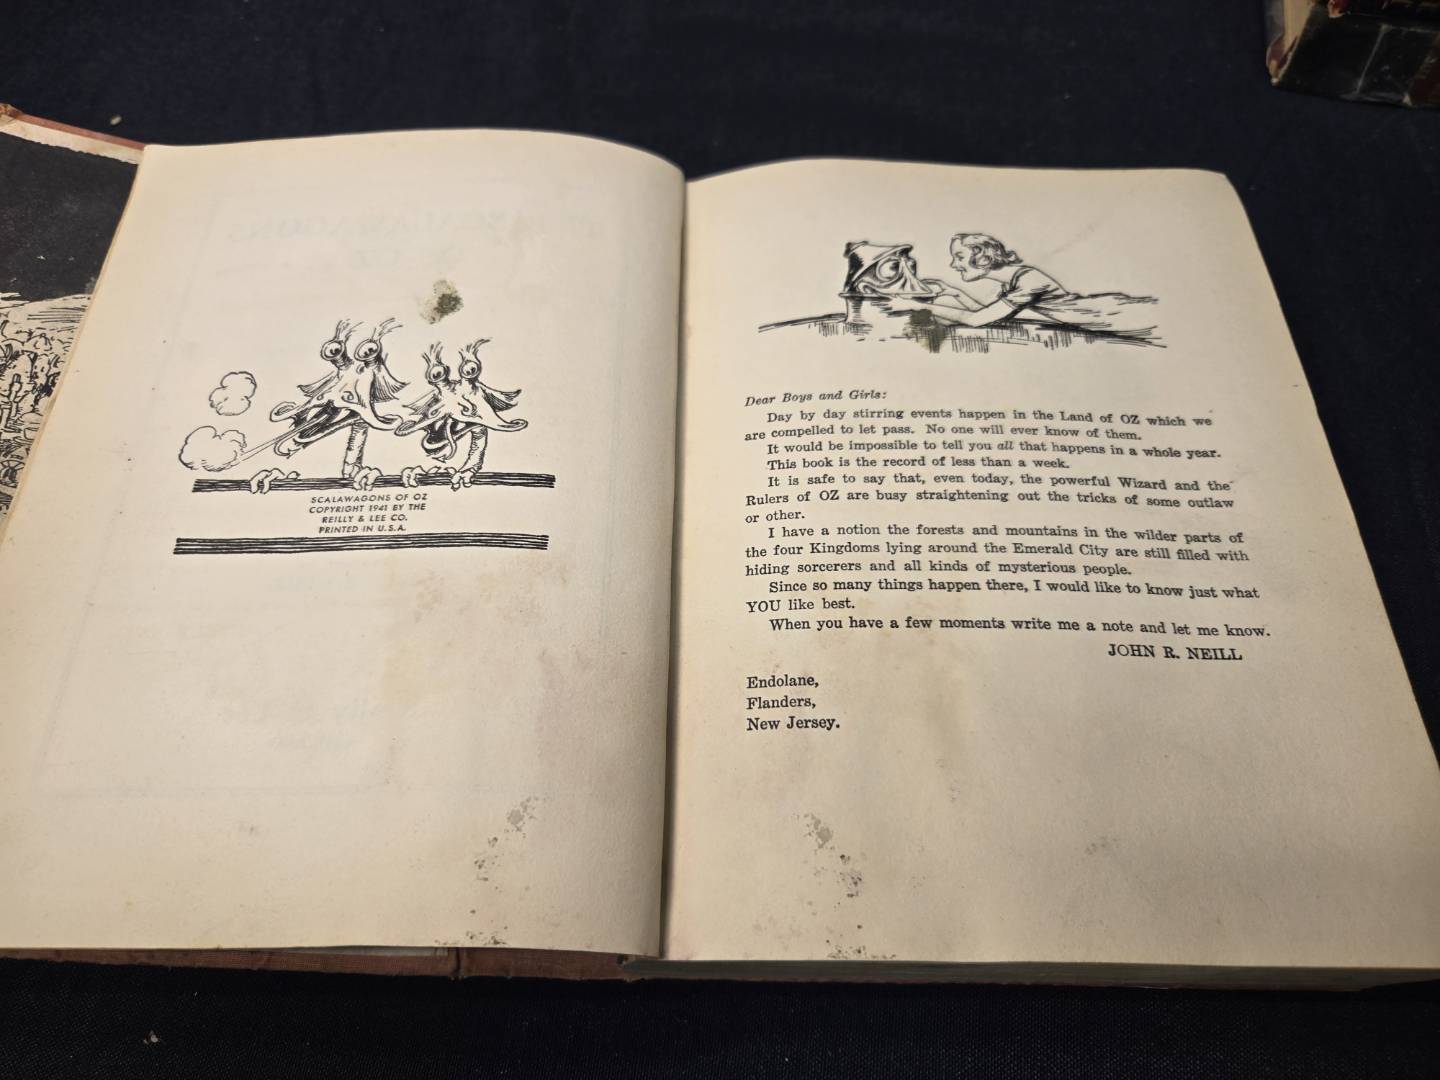 SCALAWAGONS OF OZ
COPYRIGHT 1941 BY THE
REILLY & LEE CO.
PRINTED IN U.S.A.
Dear Boys and Girls:
Day by day stirring events happen in the Land of OZ which we
are compelled to let pass. No one will ever know of them.
It would be impossible to tell you all that happens in a whole year.
This book is the record of less than a week.
It is safe to say that, even today, the powerful Wizard and the
Rulers of OZ are busy straightening out the tricks of some outlaw
or other.
I have a notion the forests and mountains in the wilder parts of
the four Kingdoms lying around the Emerald City are still filled with
hiding sorcerers and all kinds of mysterious people.
Since so many things happen there, I would like to know just what
YOU like best.
When you have a few moments write me a note and let me know.
JOHN R. NEILL
Endolane,
Flanders,
New Jersey.